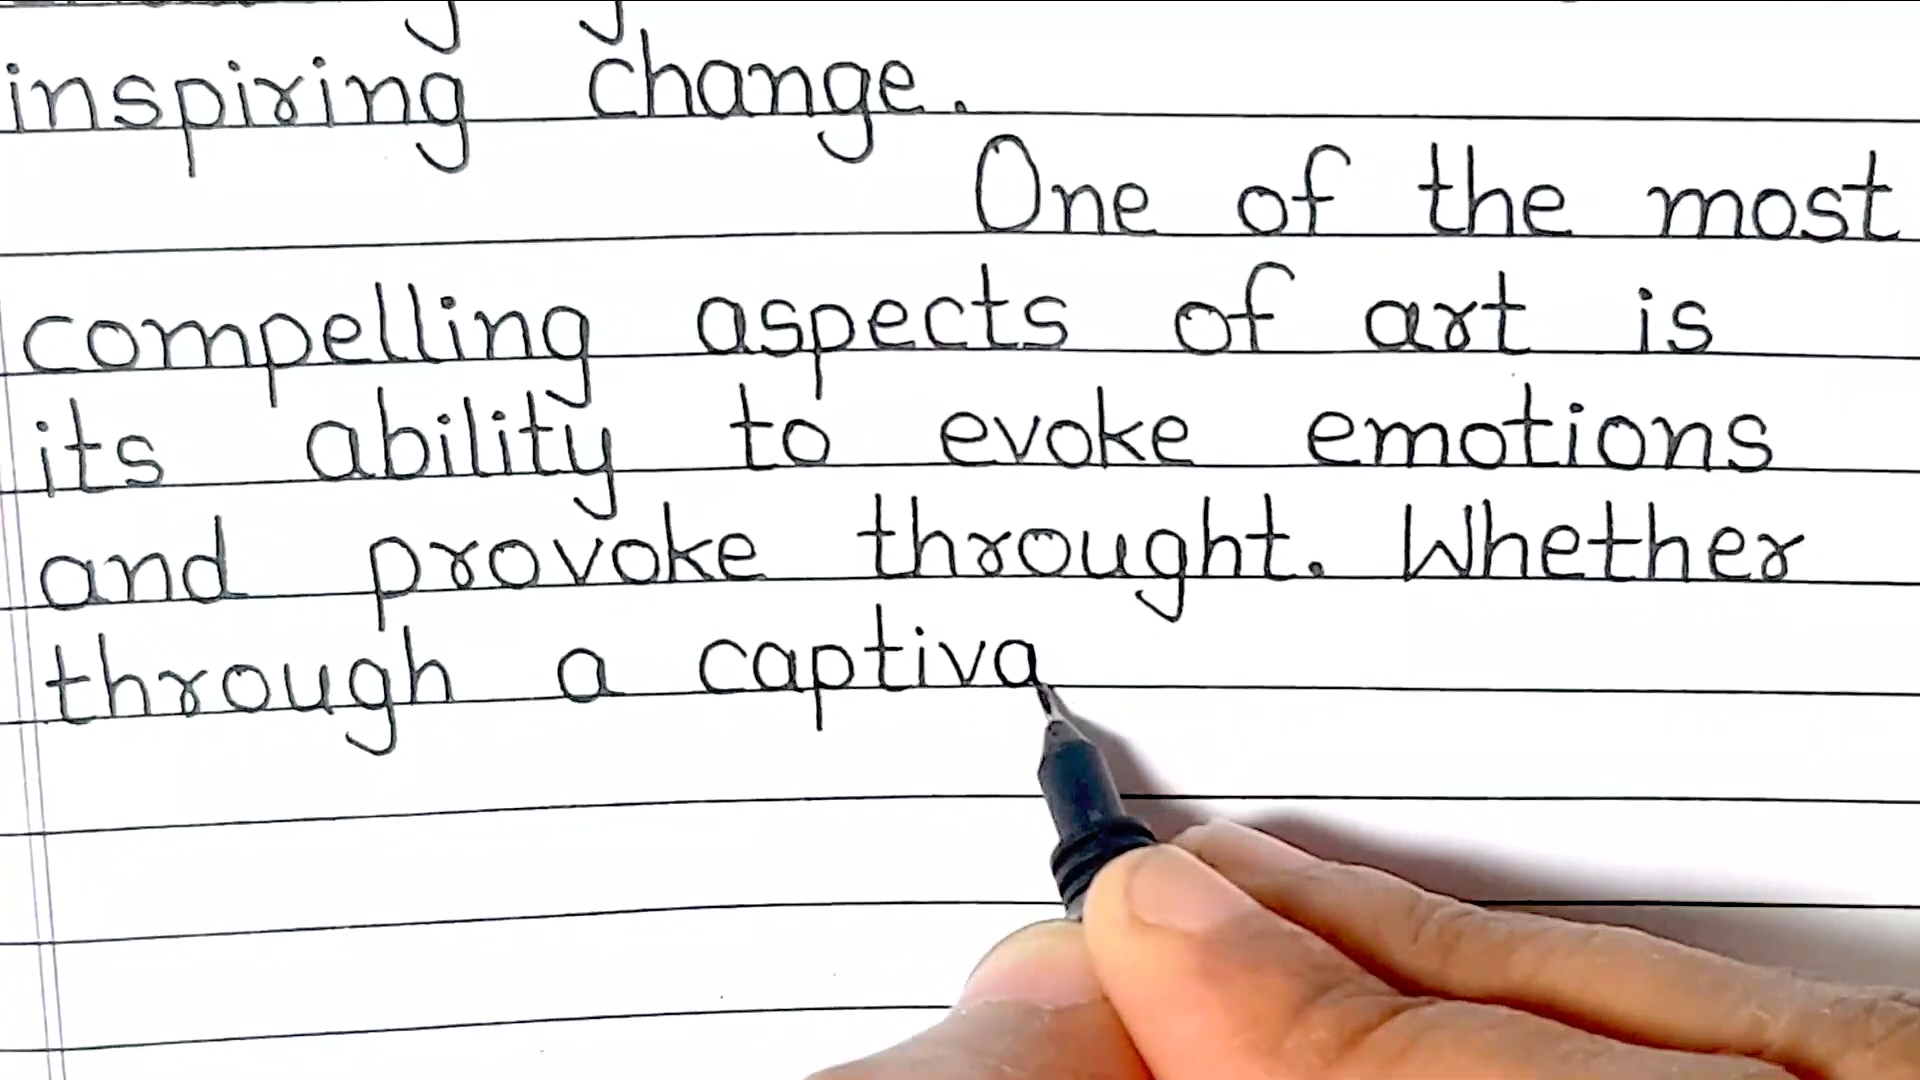 inspiring change.
One of the most
compelling aspects of art is
its ability to evoke emotions
and provoke throught. Whether
through a captiva